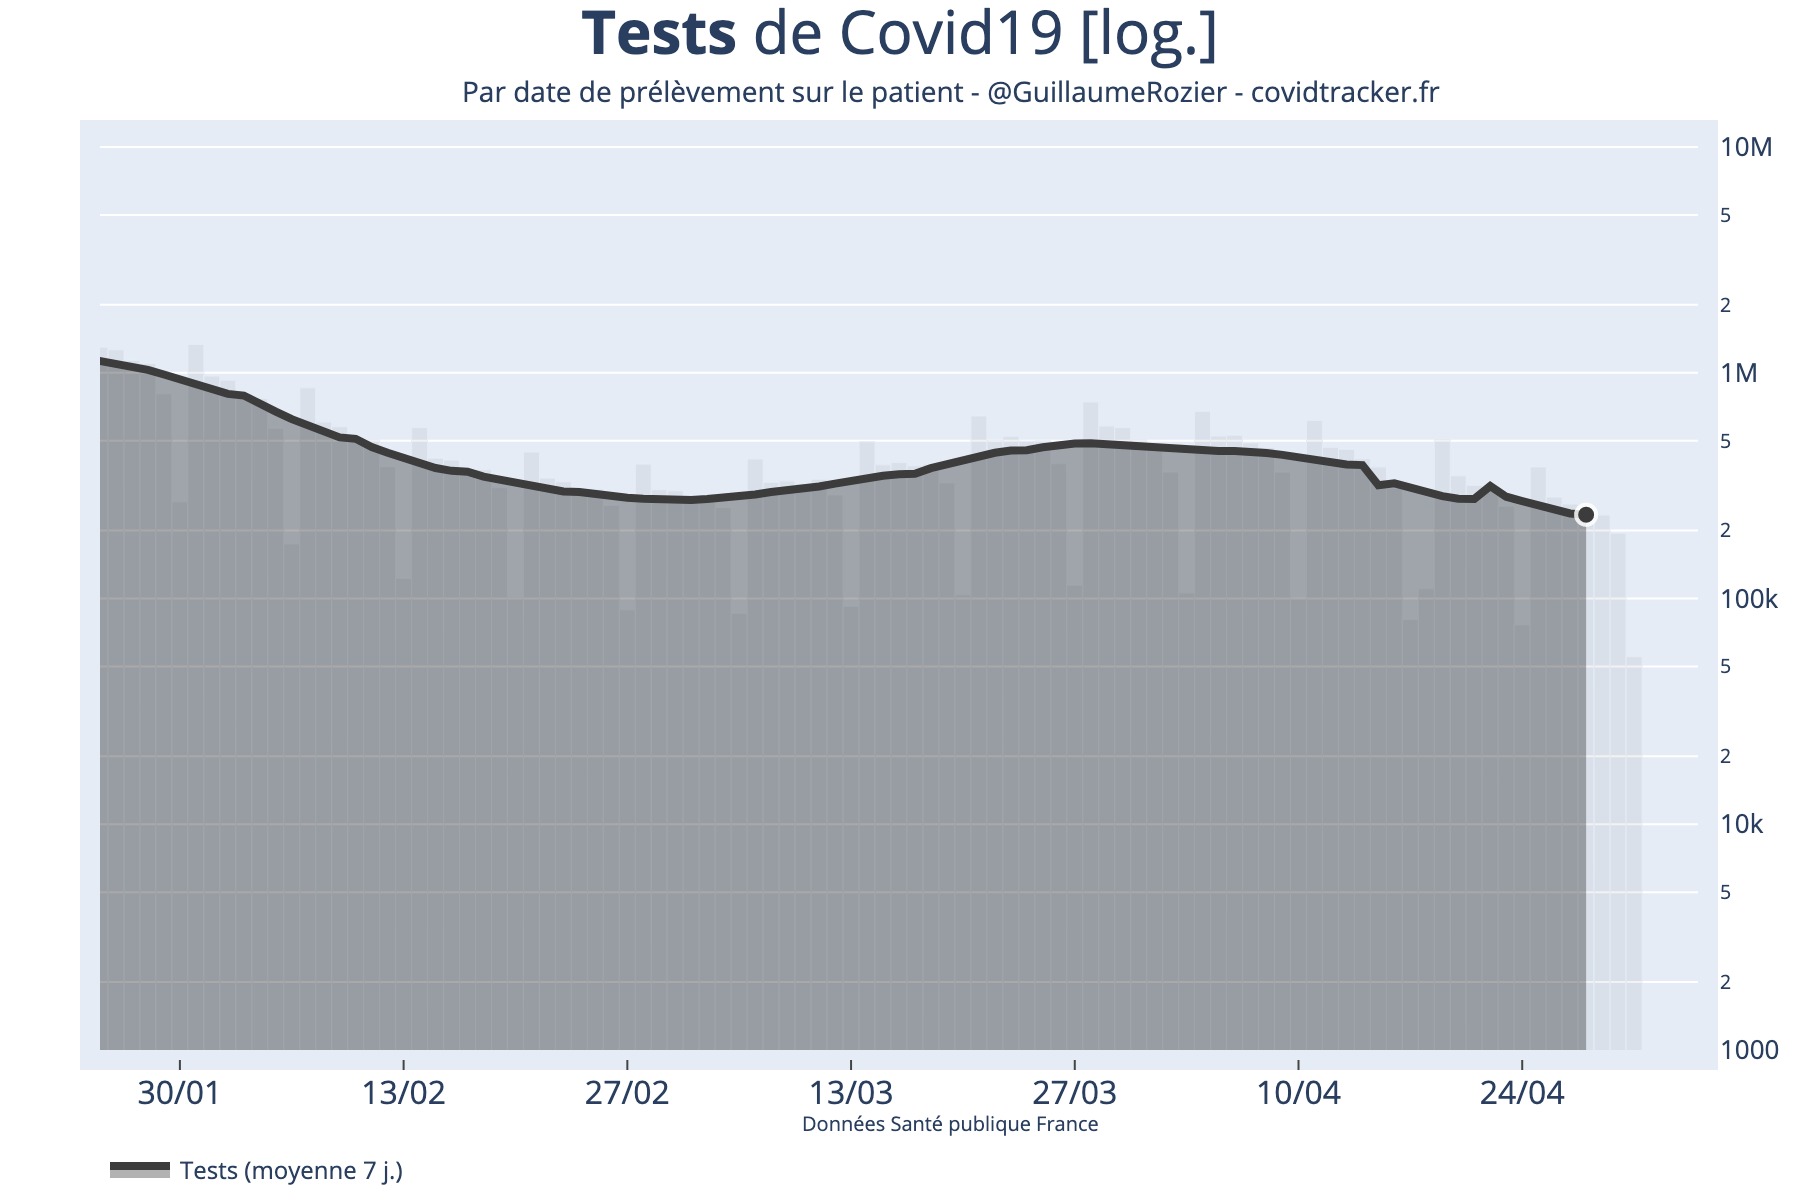 Tests de Covid19 [log.]
Par date de prélèvement sur le patient - @GuillaumeRozier - covidtracker.fr
10M
5
2
1M
5
2
100k
5
2
10k
5
2
1000
30/01 13/02 27/02 13/03 27/03 10/04 24/04
Données Santé publique France
Tests (moyenne 7 j.)